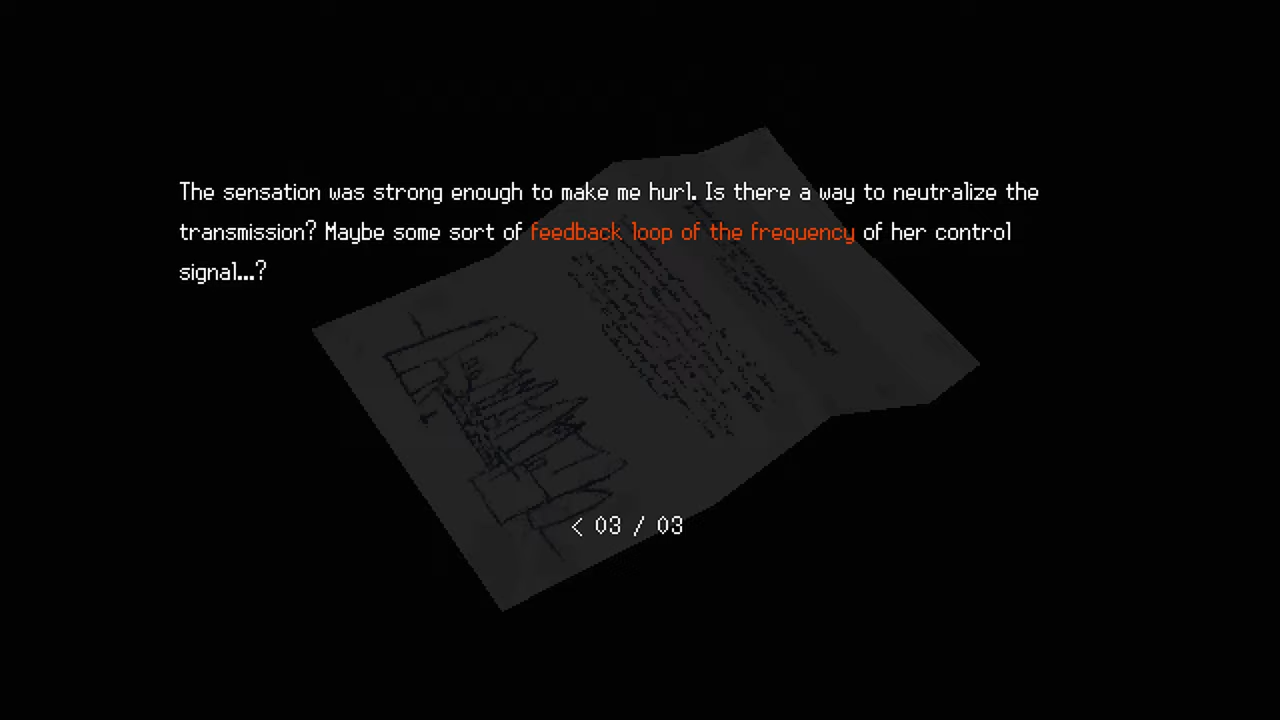 The sensation was strong enough to make me hurl. Is there a way to neutralize the
transmission? Maybe some sort of feedback loop of the frequency of her control
signal...?
< 03 / 03